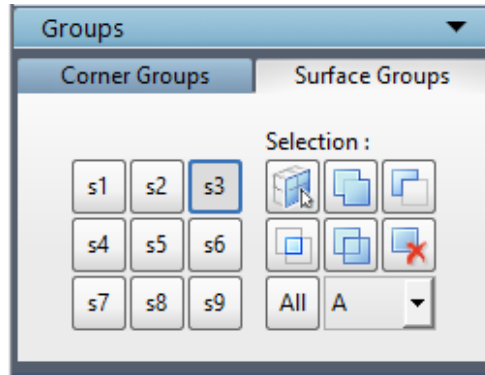 Groups
Corner Groups Surface Groups
Selection :
s1 s2 s3
s4 s5 s6
s7 s8 s9 All A